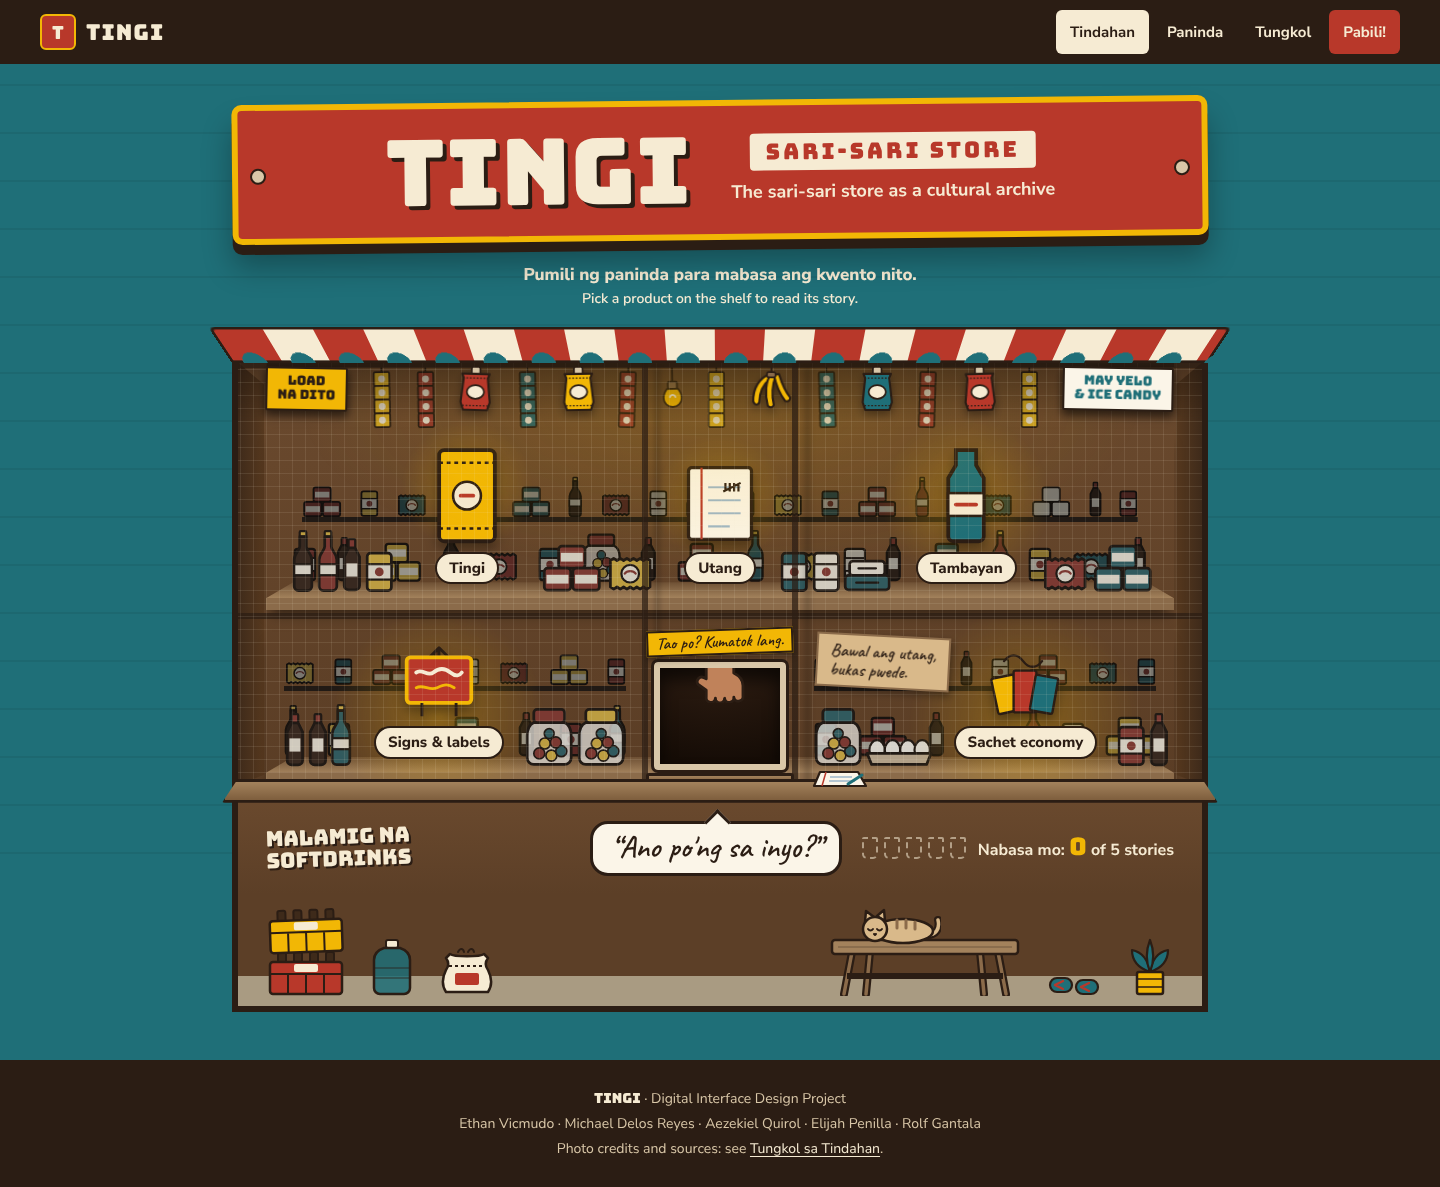 T TINGI
Tindahan Paninda Tungkol Pabili!
TINGI
SARI-SARI STORE
The sari-sari store as a cultural archive
Pumili ng paninda para mabasa ang kwento nito.
Pick a product on the shelf to read its story.
LOAD
NA DITO
MAY YELO
& ICE CANDY
Tingi
Utang
Tambayan
Tao po? Kumatok lang.
Bawal ang utang,
bukas pwede.
Signs & labels
Sachet economy
MALAMIG NA
SOFTDRINKS
“Ano po'ng sa inyo?”
Nabasa mo: 0 of 5 stories
TINGI · Digital Interface Design Project
Ethan Vicmudo · Michael Delos Reyes · Aezekiel Quirol · Elijah Penilla · Rolf Gantala
Photo credits and sources: see Tungkol sa Tindahan.